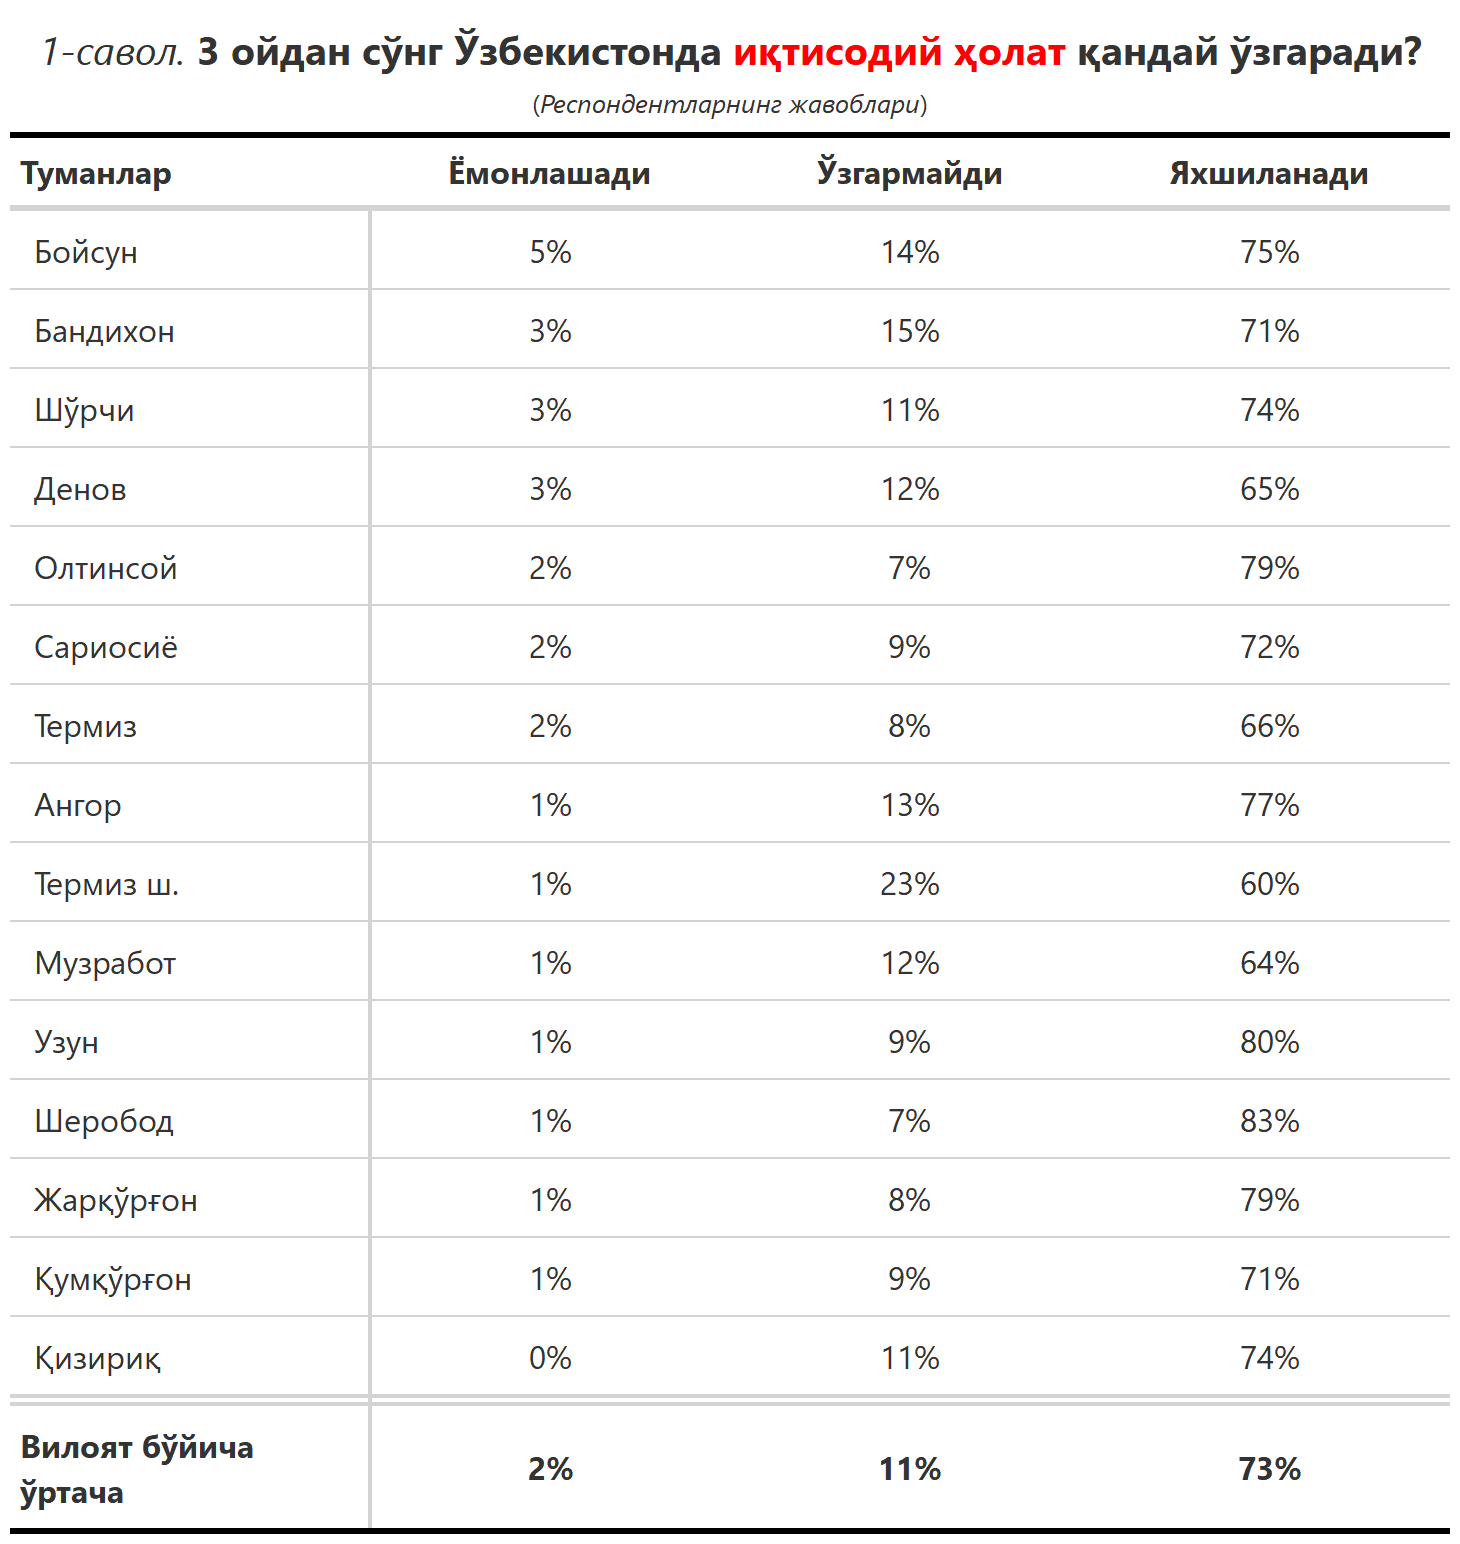 1-савол. 3 ойдан сўнг Ўзбекистонда иқтисодий ҳолат қандай ўзгаради?
(Респондентларнинг жавоблари)
Туманлар Ёмонлашади Ўзгармайди Яхшиланади
Бойсун 5% 14% 75%
Бандихон 3% 15% 71%
Шўрчи 3% 11% 74%
Денов 3% 12% 65%
Олтинсой 2% 7% 79%
Сариосиё 2% 9% 72%
Термиз 2% 8% 66%
Ангор 1% 13% 77%
Термиз ш. 1% 23% 60%
Музработ 1% 12% 64%
Узун 1% 9% 80%
Шеробод 1% 7% 83%
Жарқўрғон 1% 8% 79%
Қумқўрғон 1% 9% 71%
Қизириқ 0% 11% 74%
Вилоят бўйича
ўртача 2% 11% 73%